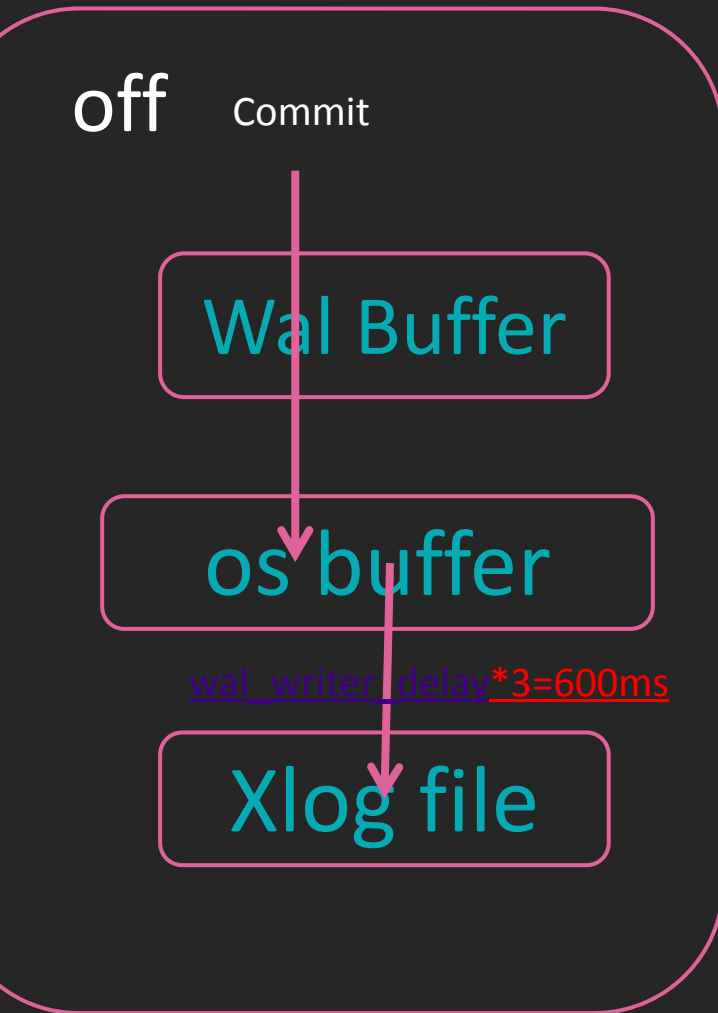 off Commit
Wal Buffer
os buffer
wal_writer_delay*3=600ms
Xlog file